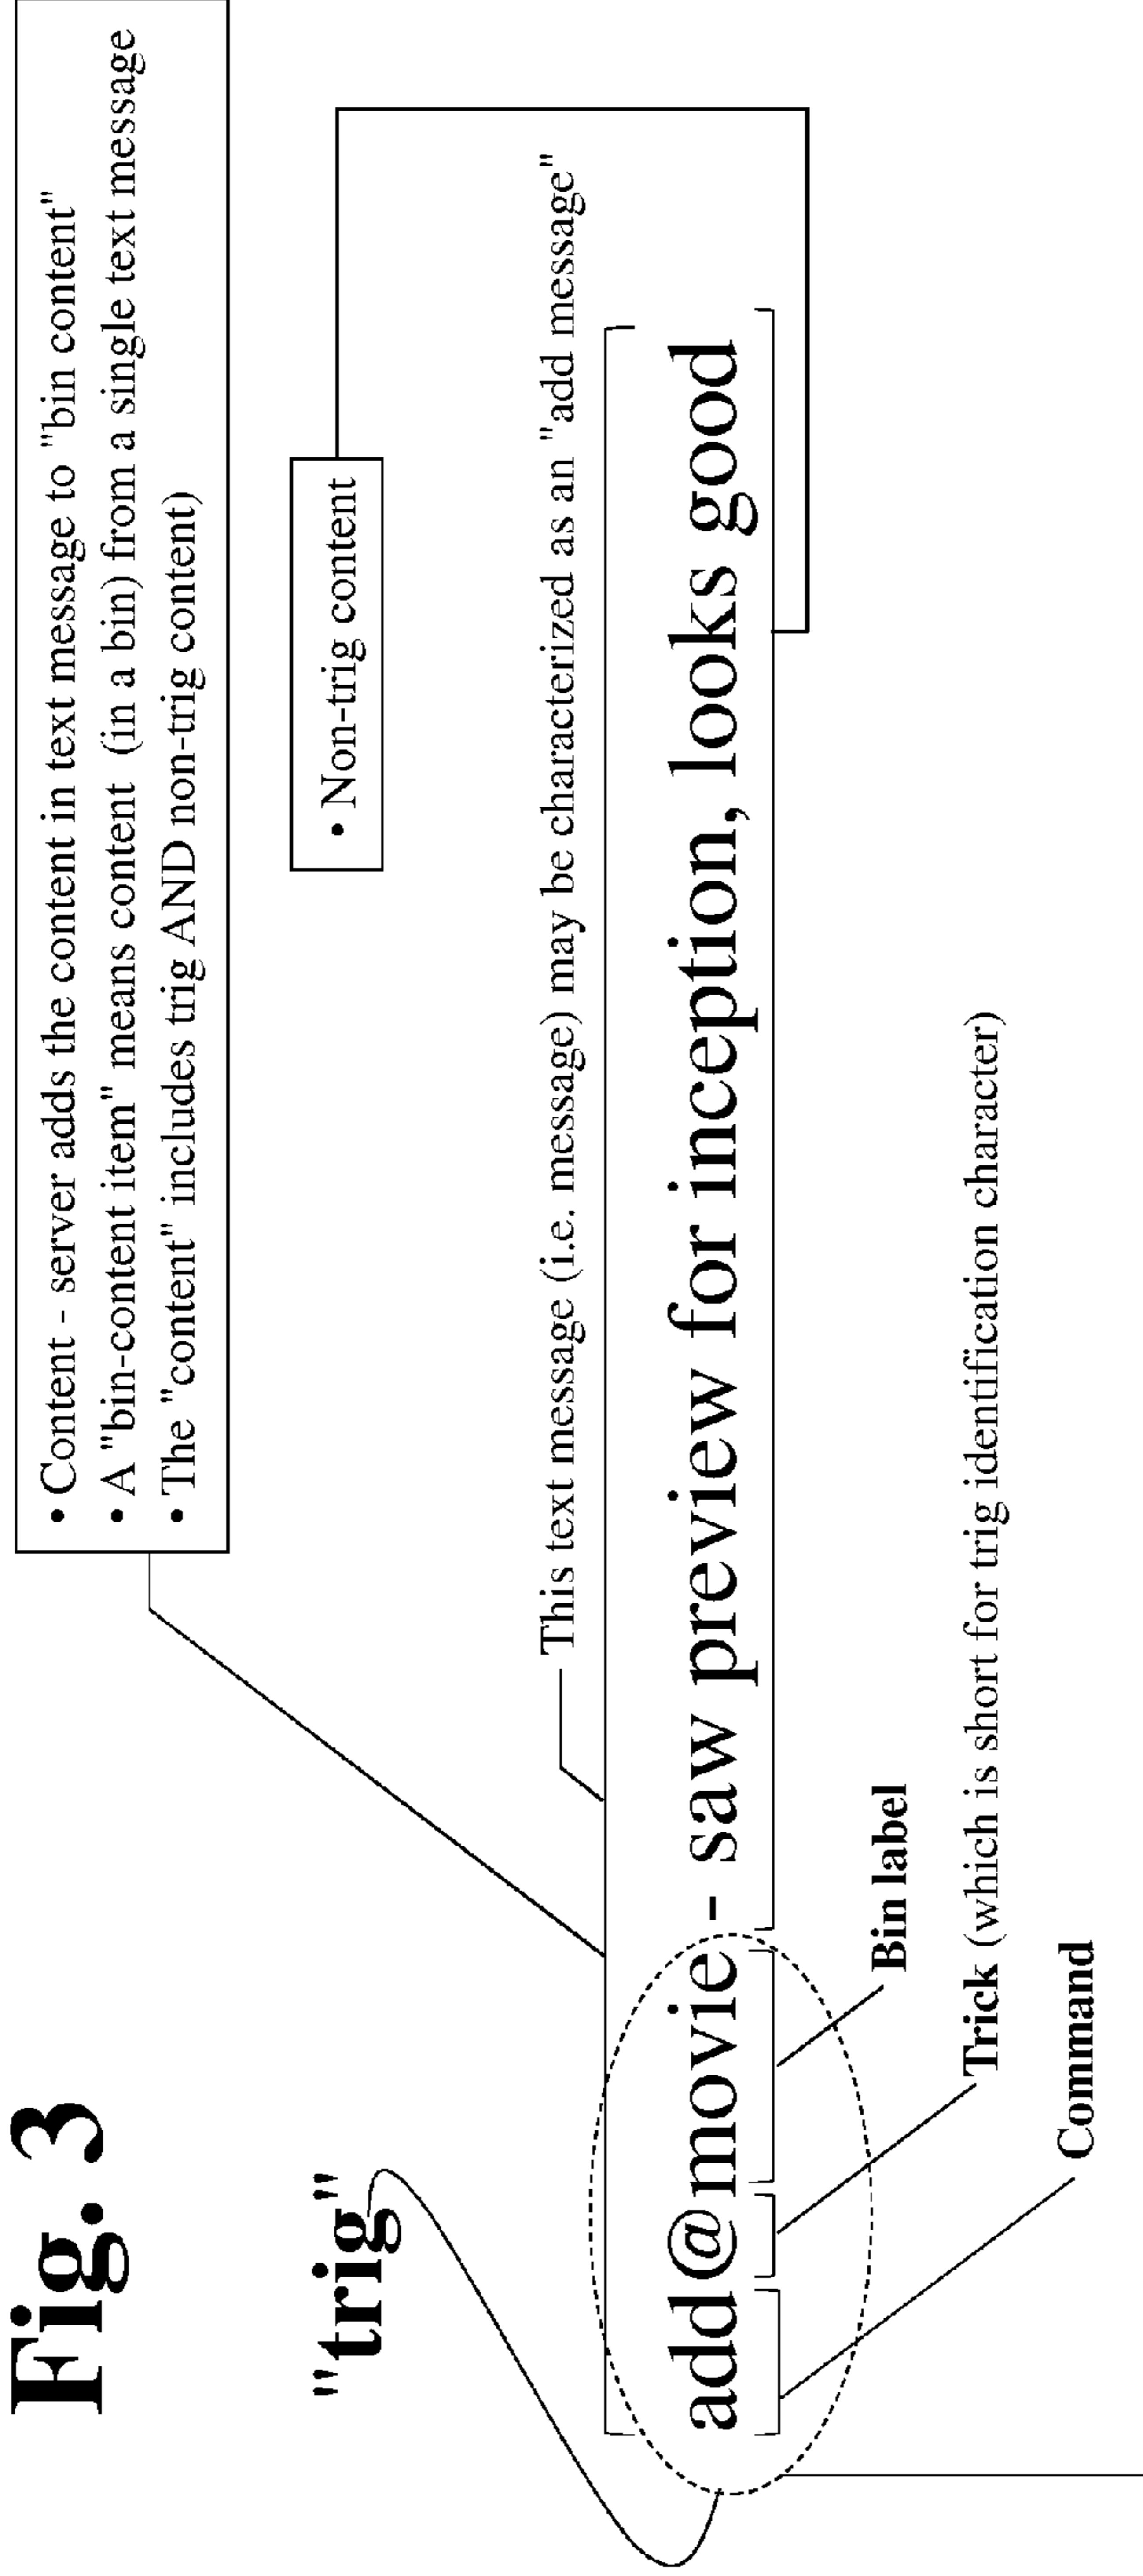 Fig. 3
• Content - server adds the content in text message to "bin content"
• A "bin-content item" means content (in a bin) from a single text message
• The "content" includes trig AND non-trig content)
"trig"
• Non-trig content
This text message (i.e. message) may be characterized as an "add message"
add@movie - saw preview for inception, looks good
Bin label
Trick (which is short for trig identification character)
Command